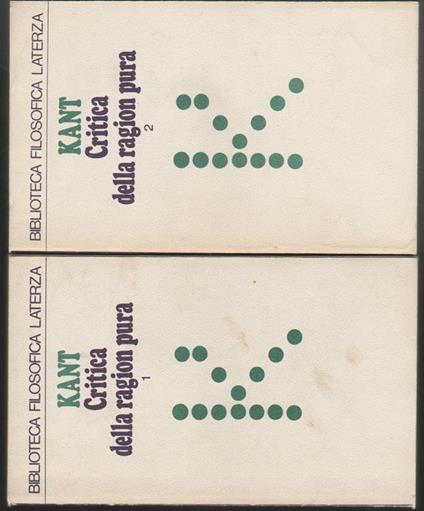 BIBLIOTECA FILOSOFICA LATERZA
KANT
Critica
della ragion pura
2
BIBLIOTECA FILOSOFICA LATERZA
KANT
Critica
della ragion pura
1